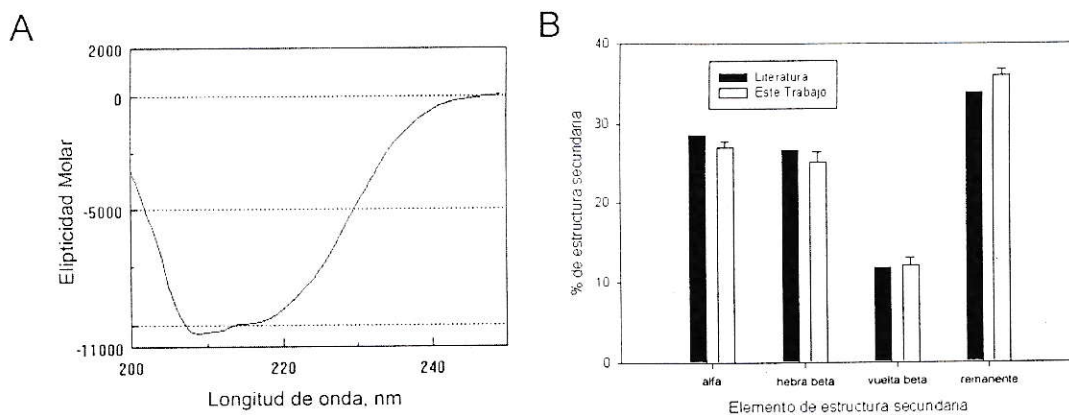 A
2000
0
-5000
-11000
Elipticidad Molar
200
220
240
Longitud de onda, nm
B
40
30
20
10
0
% de estructura secundaria
Literatura
Este Trabajo
alfa
hebra beta
vuelta beta
remanente
Elemento de estructura secundaria